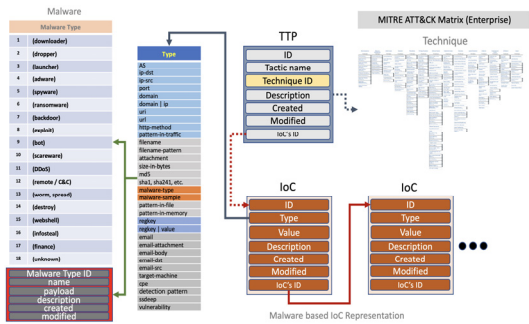 Malware
Malware Type
1 (downloader)
2 (dropper)
3 (launcher)
4 (adware)
5 (spyware)
6 (ransomware)
7 (backdoor)
8 (exploit)
9 (bot)
10 (scareware)
11 (DDoS)
12 (remote / C&C)
13 (worm, spread)
14 (destroy)
15 (webshell)
16 (infosteal)
17 (finance)
18 (unknown)
Malware Type ID
name
payload
description
created
modified
Type
AS
ip-dst
ip-src
port
domain
domain | ip
uri
url
http-method
pattern-in-traffic
filename
filename-pattern
attachment
size-in-bytes
md5
sha1, sha241, etc.
malware-type
malware-sample
pattern-in-file
pattern-in-memory
regkey
regkey | value
email
email-attachment
email-body
email-dst
email-src
target-machine
cpe
detection pattern
ssdeep
vulnerability
TTP
ID
Tactic name
Technique ID
Description
Created
Modified
IoC's ID
MITRE ATT&CK Matrix (Enterprise)
Technique
IoC
ID
Type
Value
Description
Created
Modified
IoC's ID
IoC
ID
Type
Value
Description
Created
Modified
IoC's ID
Malware based IoC Representation